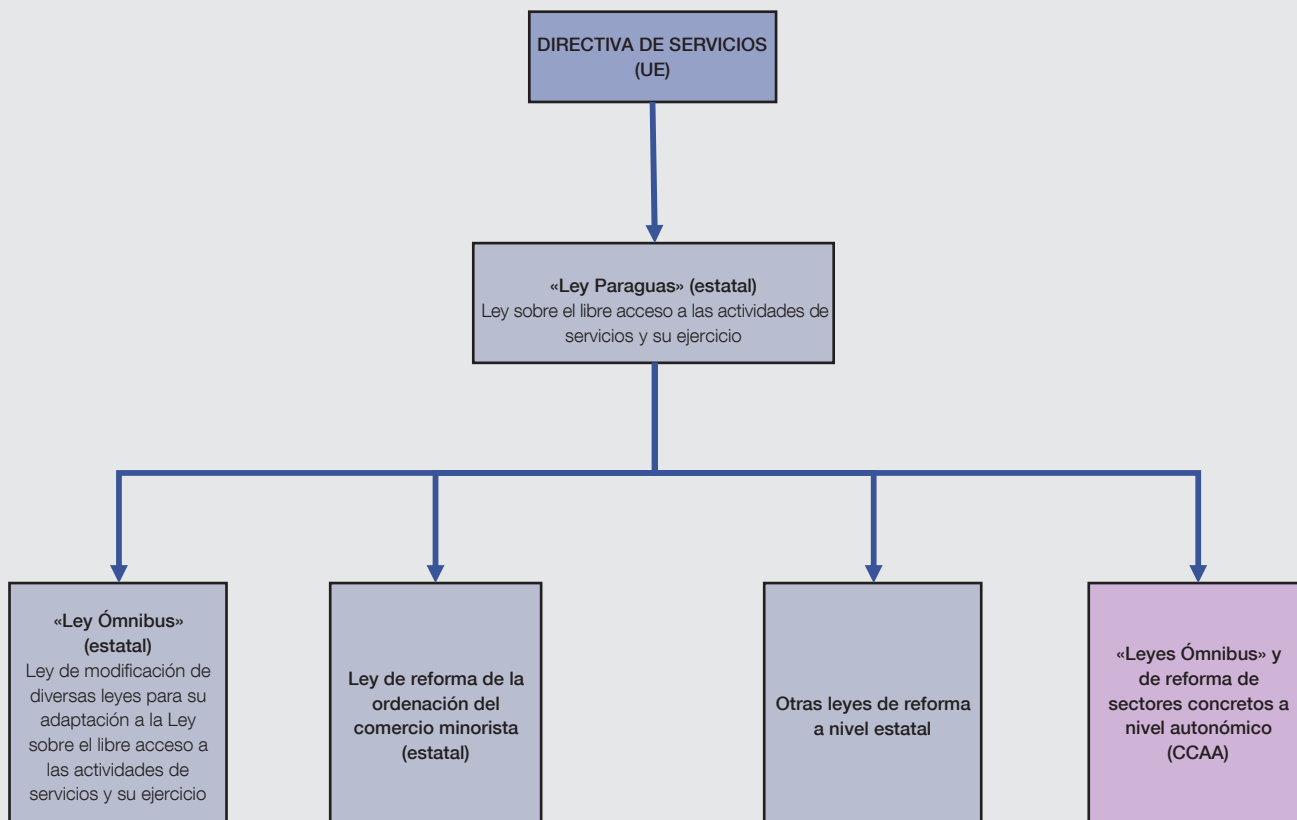 DIRECTIVA DE SERVICIOS
(UE)
«Ley Paraguas» (estatal)
Ley sobre el libre acceso a las actividades de
servicios y su ejercicio
«Ley Ómnibus»
(estatal)
Ley de modificación de
diversas leyes para su
adaptación a la Ley
sobre el libre acceso a
las actividades de
servicios y su ejercicio
Ley de reforma de la
ordenación del
comercio minorista
(estatal)
Otras leyes de reforma
a nivel estatal
«Leyes Ómnibus» y
de reforma de
sectores concretos a
nivel autonómico
(CCAA)